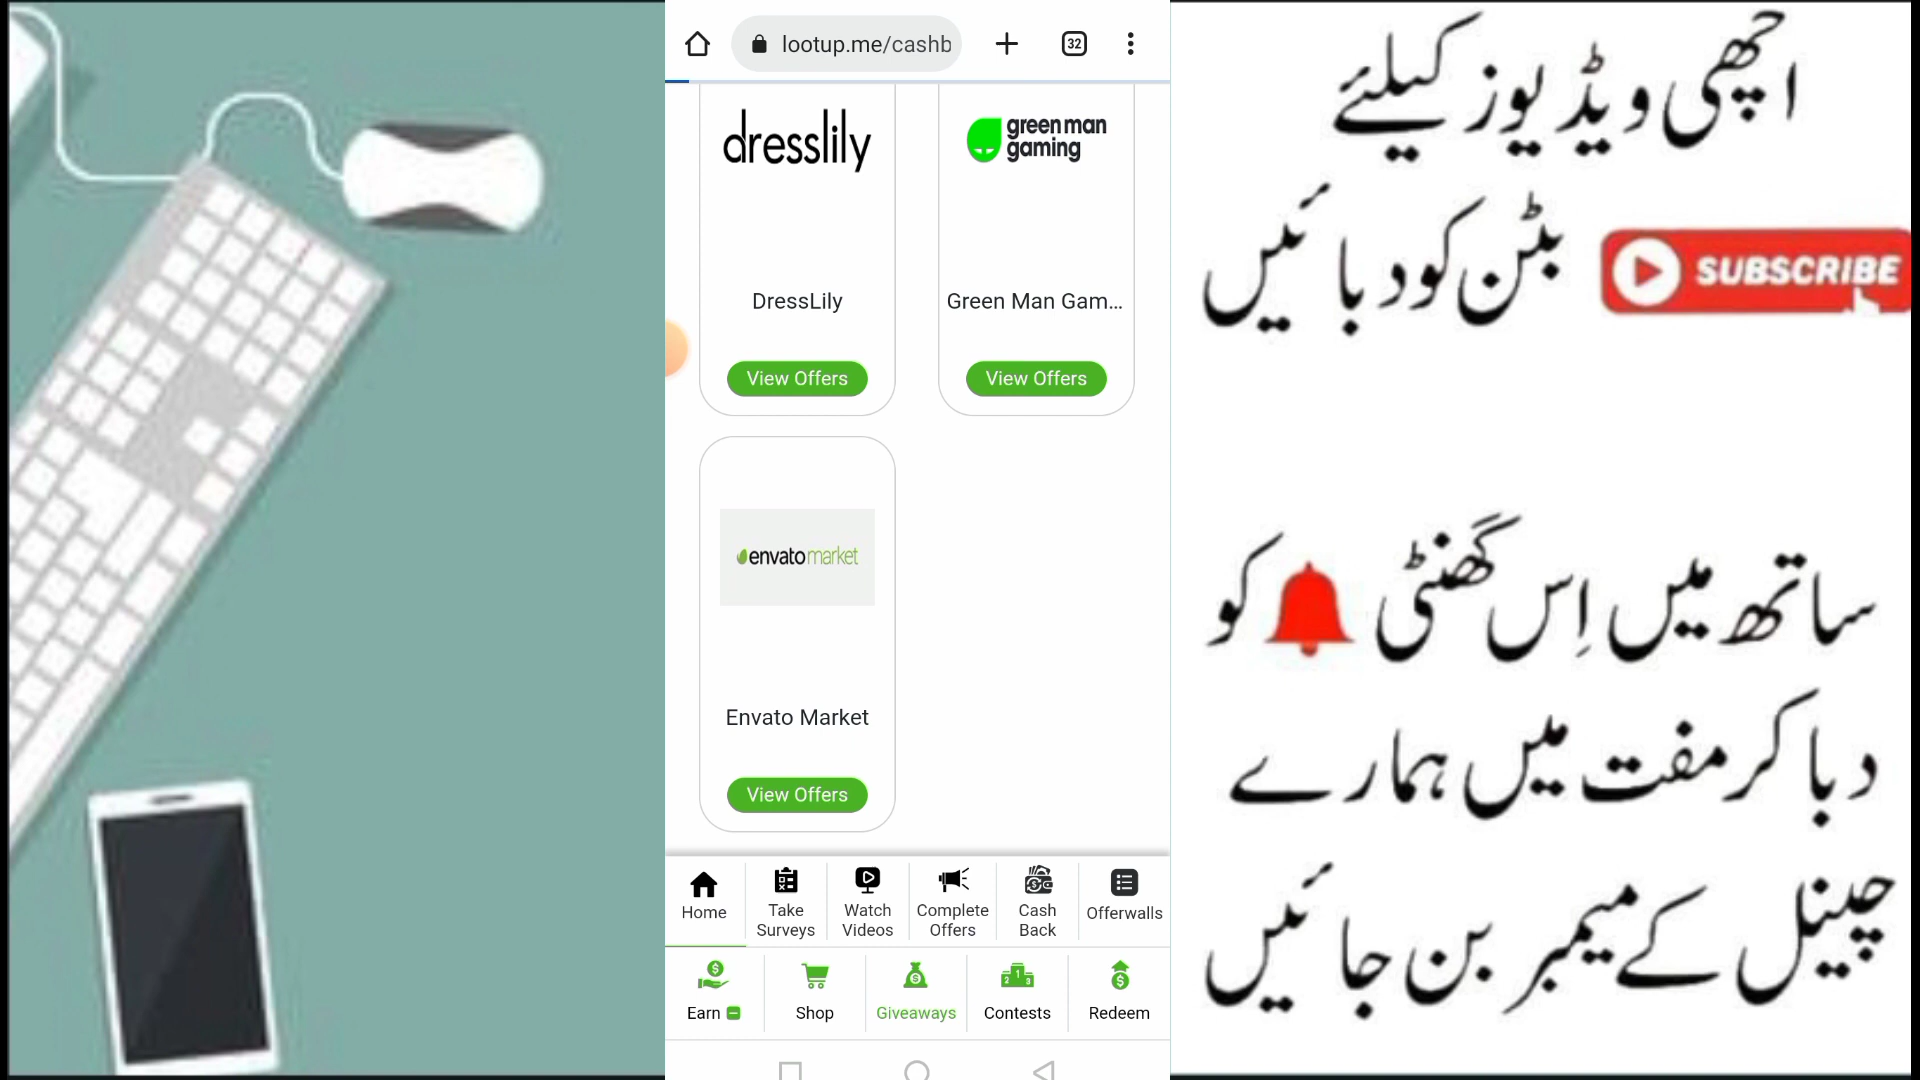 lootup.me/cashb
32
dresslily
green man gaming
DressLily
Green Man Gam...
View Offers
View Offers
envato market
Envato Market
View Offers
Home
Take Surveys
Watch Videos
Complete Offers
Cash Back
Offerwalls
Earn
Shop
Giveaways
Contests
Redeem
اچھی ویڈیوز کیلئے
SUBSCRIBE بٹن کو دبائیں
ساتھ میں اِس گھنٹی کو
دبا کر مفت میں ہمارے
چینل کے میمبر بن جائیں